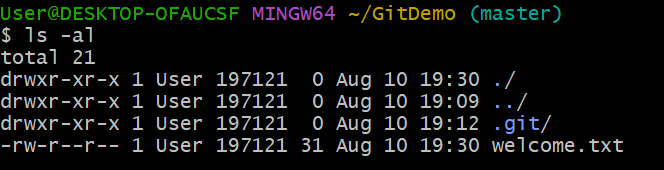 User@DESKTOP-OFAUCSF MINGW64 ~/GitDemo (master)
$ ls -al
total 21
drwxr-xr-x 1 User 197121  0 Aug 10 19:30 ./
drwxr-xr-x 1 User 197121  0 Aug 10 19:09 ../
drwxr-xr-x 1 User 197121  0 Aug 10 19:12 .git/
-rw-r--r-- 1 User 197121 31 Aug 10 19:30 welcome.txt